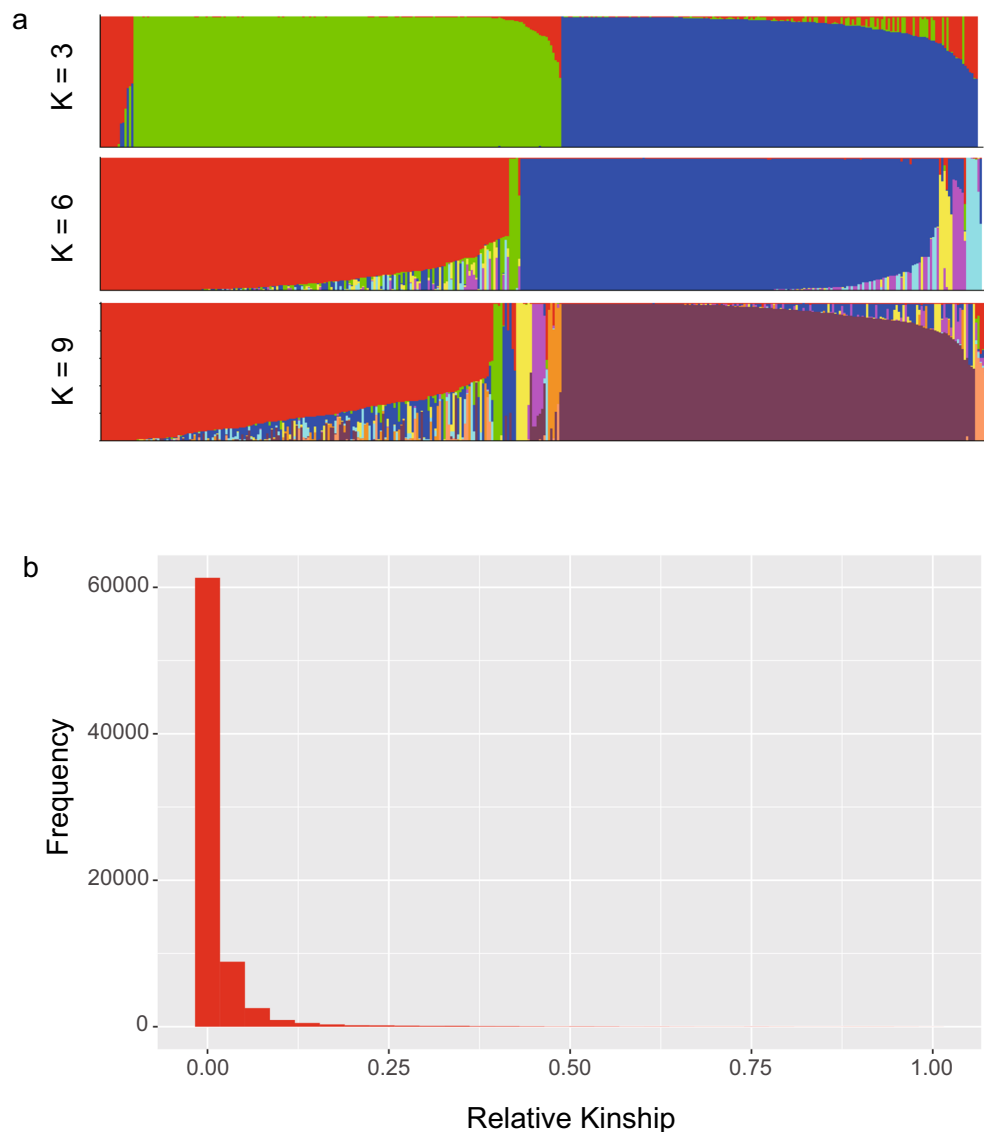 a
K = 3
K = 6
K = 9
b
60000
40000
20000
0
Frequency
0.00 0.25 0.50 0.75 1.00
Relative Kinship